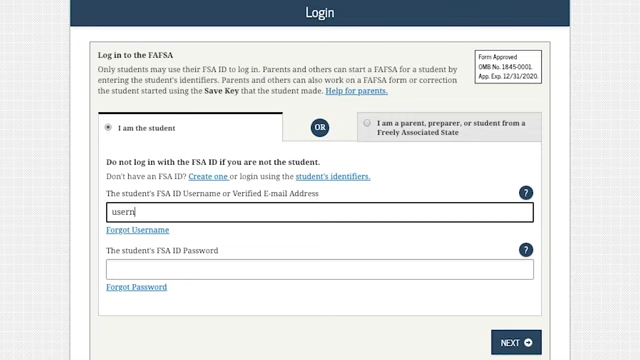 Login
Log in to the FAFSA
Form Approved
OMB No. 1845-0001
App. Exp. 12/31/2020.
Only students may use their FSA ID to log in. Parents and others can start a FAFSA for a student by
entering the student's identifiers. Parents and others can also work on a FAFSA form or correction
the student started using the Save Key that the student made. Help for parents.
I am the student
OR
I am a parent, preparer, or student from a
Freely Associated State
Do not log in with the FSA ID if you are not the student.
Don't have an FSA ID? Create one or login using the student's identifiers.
The student's FSA ID Username or Verified E-mail Address
?
usern
Forgot Username
The student's FSA ID Password
?
Forgot Password
NEXT